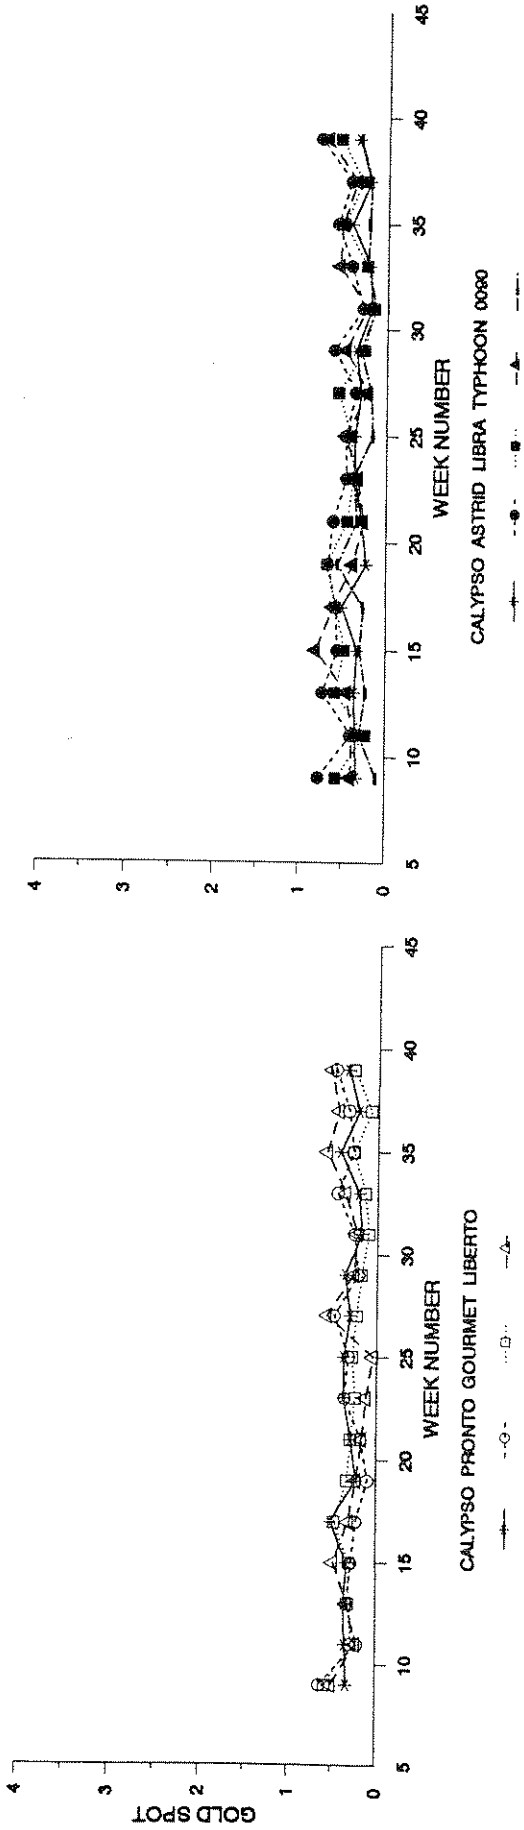 GOLD SPOT
4
3
2
1
0
5 10 15 20 25 30 35 40 45
WEEK NUMBER
CALYPSO PRONTO GOURMET LIBERTO
4
3
2
1
0
5 10 15 20 25 30 35 40 45
WEEK NUMBER
CALYPSO ASTRID LIBRA TYPHOON 0090